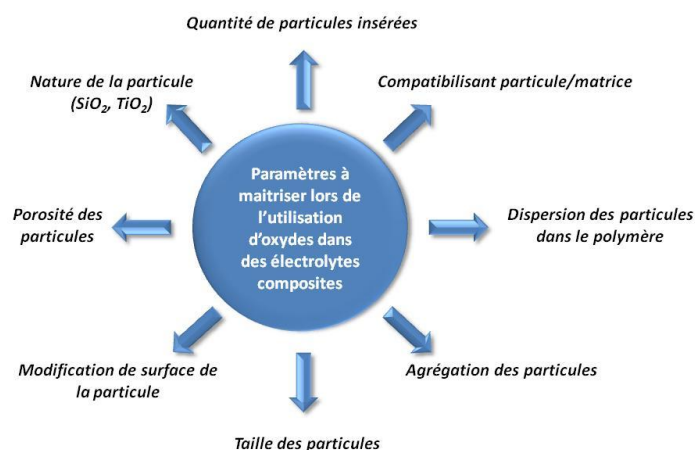 Quantité de particules insérées
Nature de la particule
(SiO₂, TiO₂)
Compatibilisant particule/matrice
Paramètres à
maitriser lors de
l'utilisation
d'oxydes dans
des électrolytes
composites
Porosité des
particules
Dispersion des particules
dans le polymère
Modification de surface de
la particule
Agrégation des particules
Taille des particules